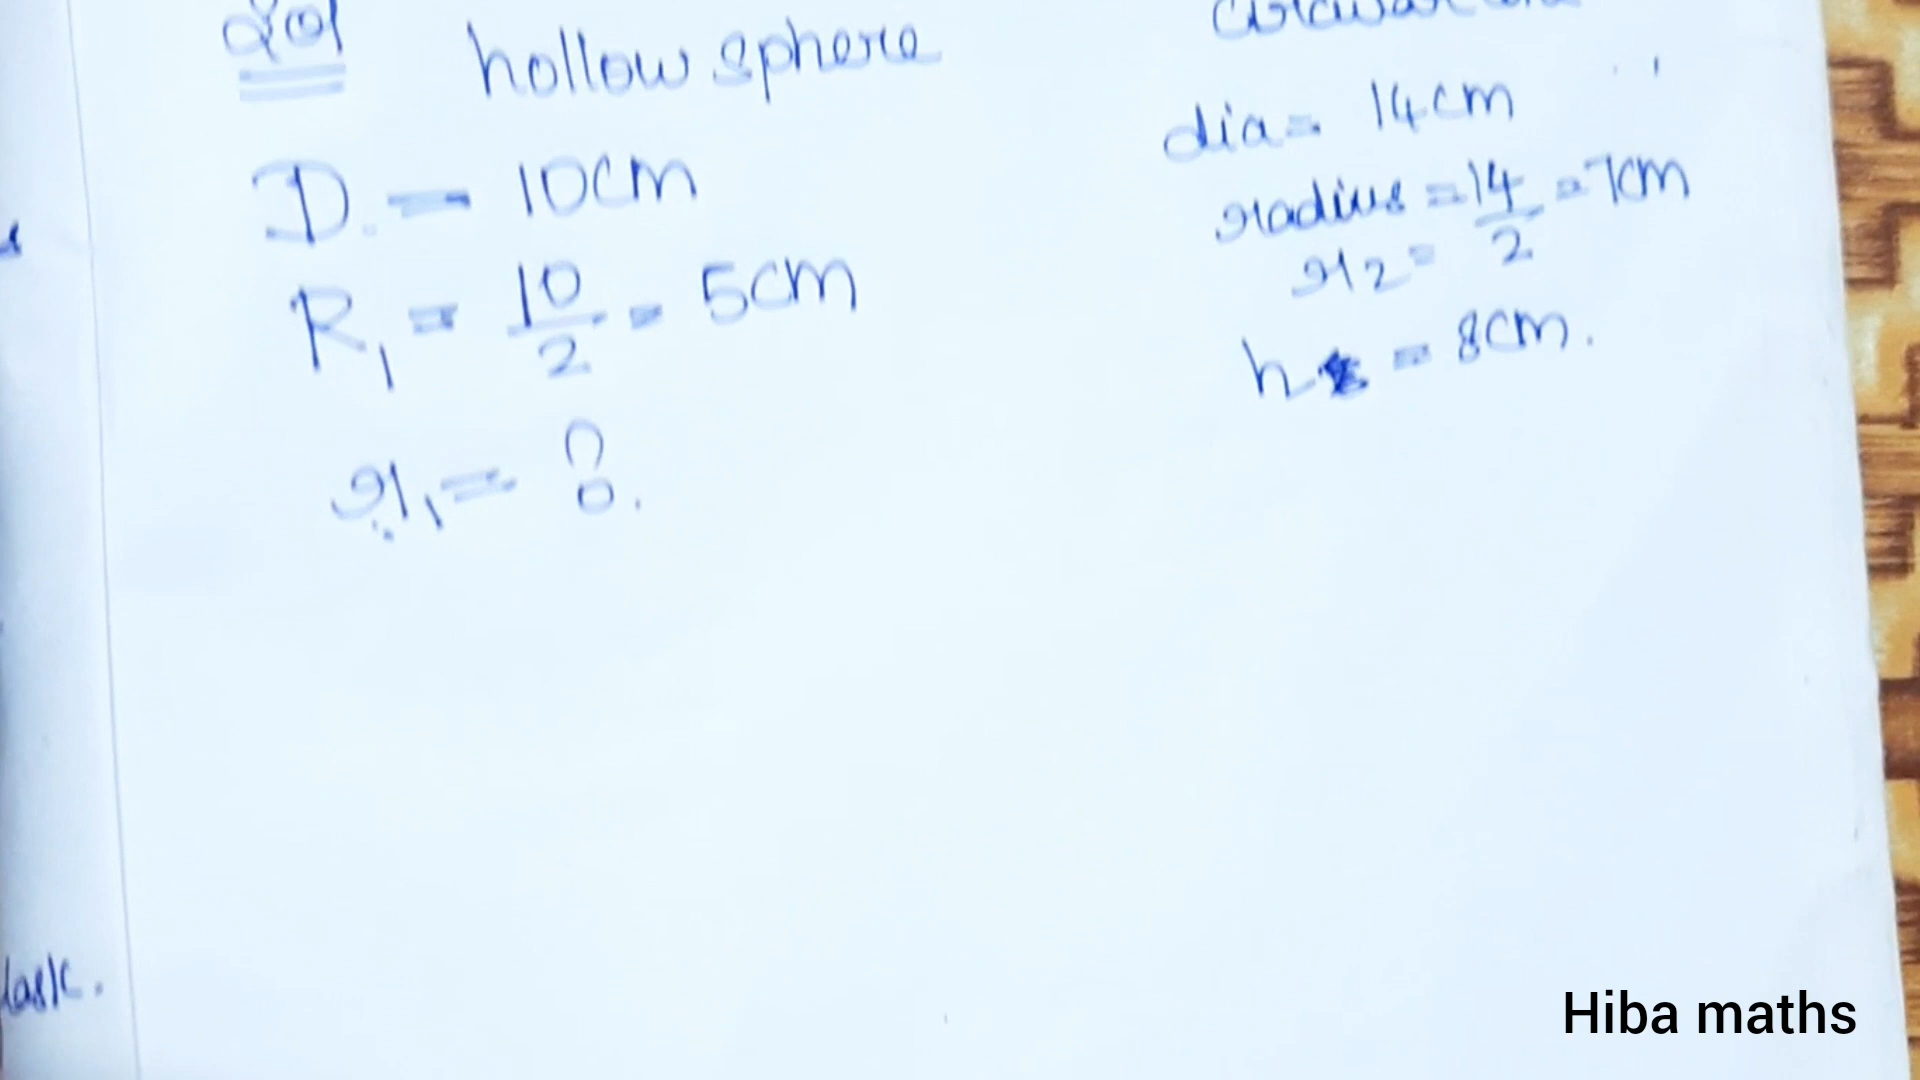 Sol
hollow sphere
D = 10cm
R1 = 10/2 = 5cm
r1 = ?
dia = 14cm
radius = 14/2 = 7cm
r2 =
h = 8cm.
Hiba maths